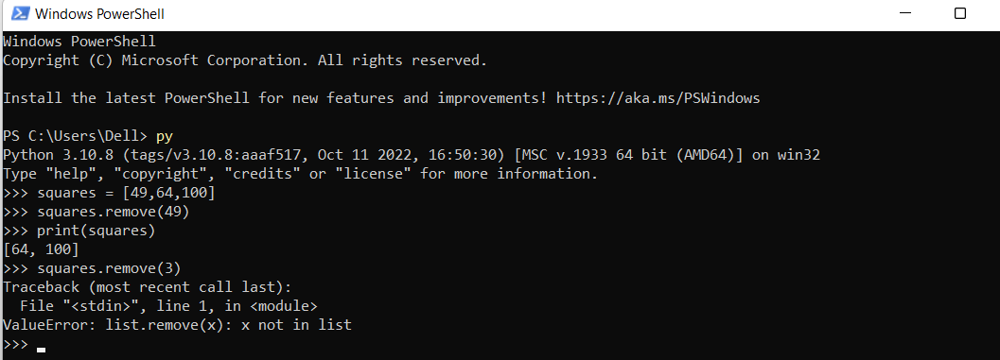 Windows PowerShell
Windows PowerShell
Copyright (C) Microsoft Corporation. All rights reserved.
Install the latest PowerShell for new features and improvements! https://aka.ms/PSWindows
PS C:\Users\Dell> py
Python 3.10.8 (tags/v3.10.8:aaaf517, Oct 11 2022, 16:50:30) [MSC v.1933 64 bit (AMD64)] on win32
Type "help", "copyright", "credits" or "license" for more information.
>>> squares = [49,64,100]
>>> squares.remove(49)
>>> print(squares)
[64, 100]
>>> squares.remove(3)
Traceback (most recent call last):
  File "<stdin>", line 1, in <module>
ValueError: list.remove(x): x not in list
>>>